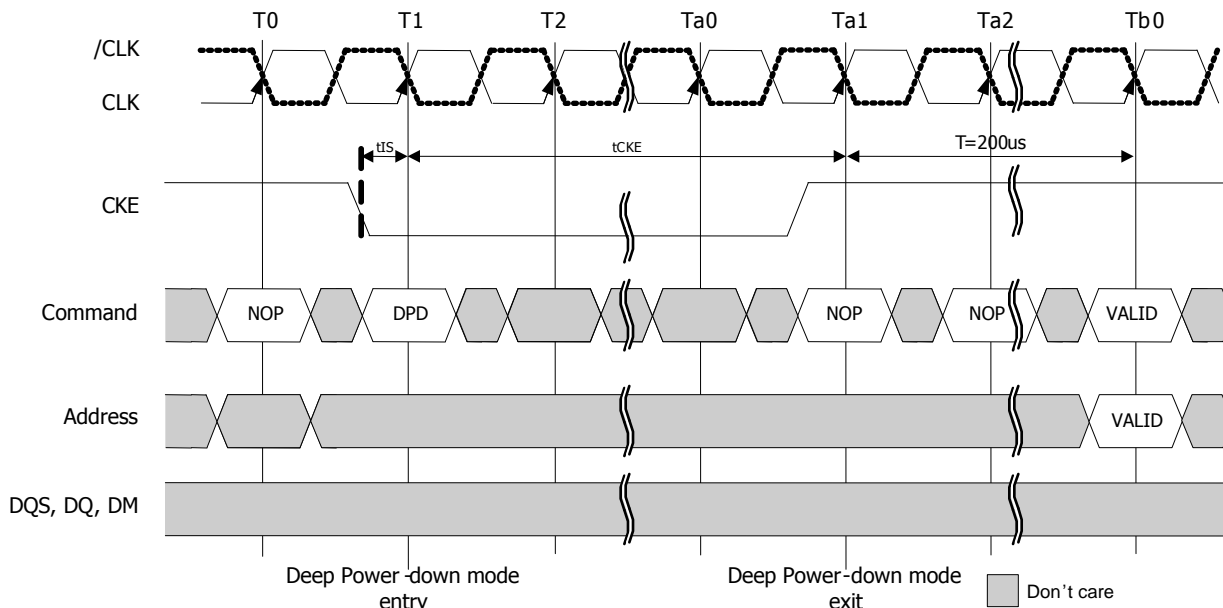 T0 T1 T2 Ta0 Ta1 Ta2 Tb0
/CLK
CLK
tIS tCKE T=200us
CKE
Command NOP DPD NOP NOP VALID
Address VALID
DQS, DQ, DM
Deep Power-down mode entry
Deep Power-down mode exit
Don't care